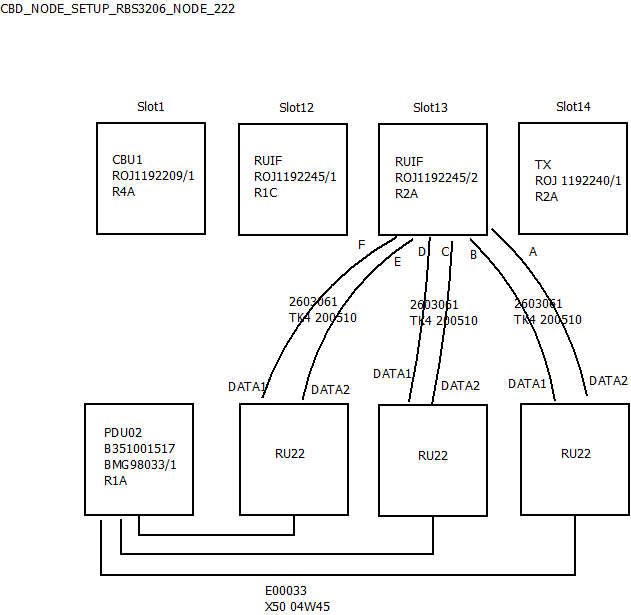 CBD_NODE_SETUP_RBS3206_NODE_222
Slot1
Slot12
Slot13
Slot14
CBU1
ROJ1192209/1
R4A
RUIF
ROJ1192245/1
R1C
RUIF
ROJ1192245/2
R2A
TX
ROJ 1192240/1
R2A
F
E
D
C
B
A
2603061
TK4 200510
2603061
TK4 200510
2603061
TK4 200510
DATA1
DATA2
DATA1
DATA2
DATA1
DATA2
PDU02
B351001517
BMG98033/1
R1A
RU22
RU22
RU22
E00033
X50 04W45